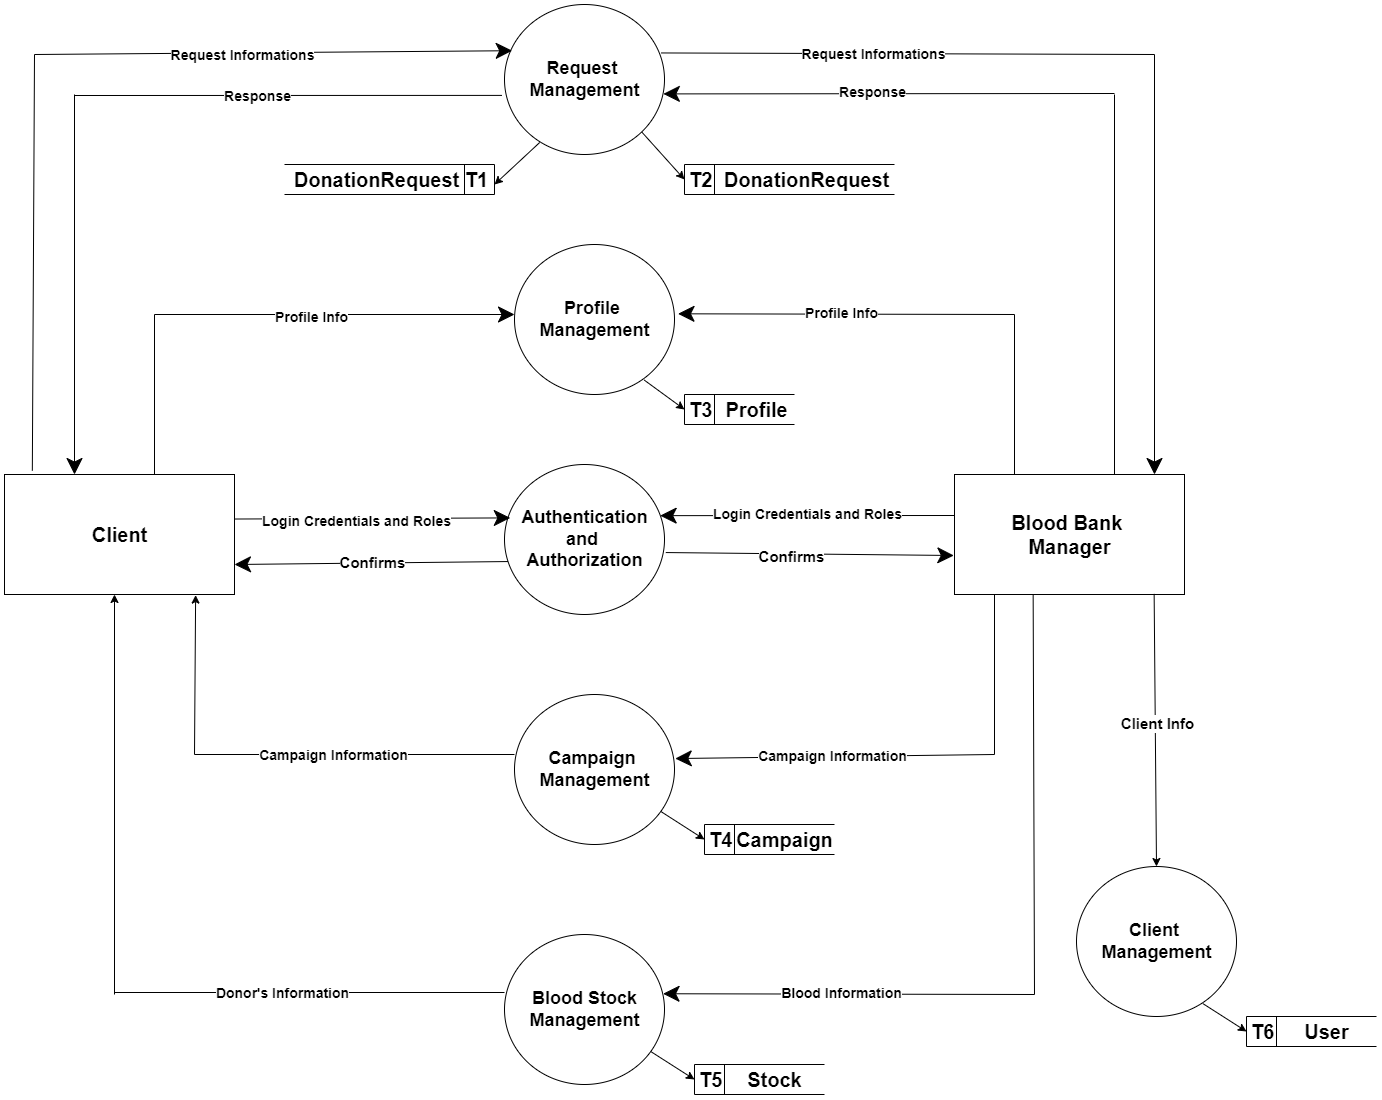 Request
Management
Request Informations
Request Informations
Response
Response
DonationRequest T1
T2 DonationRequest
Profile
Management
Profile Info
Profile Info
T3 Profile
Client
Login Credentials and Roles
Confirms
Authentication
and
Authorization
Login Credentials and Roles
Confirms
Blood Bank
Manager
Client Info
Campaign Information
Campaign
Management
Campaign Information
T4 Campaign
Client
Management
T6 User
Donor's Information
Blood Stock
Management
Blood Information
T5 Stock